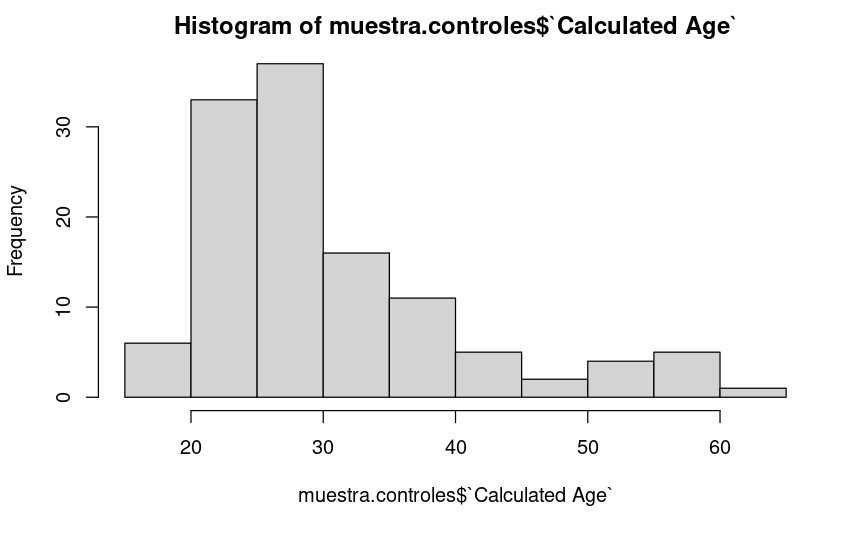 Histogram of muestra.controles$`Calculated Age`
Frequency
30
20
10
0
20 30 40 50 60
muestra.controles$`Calculated Age`